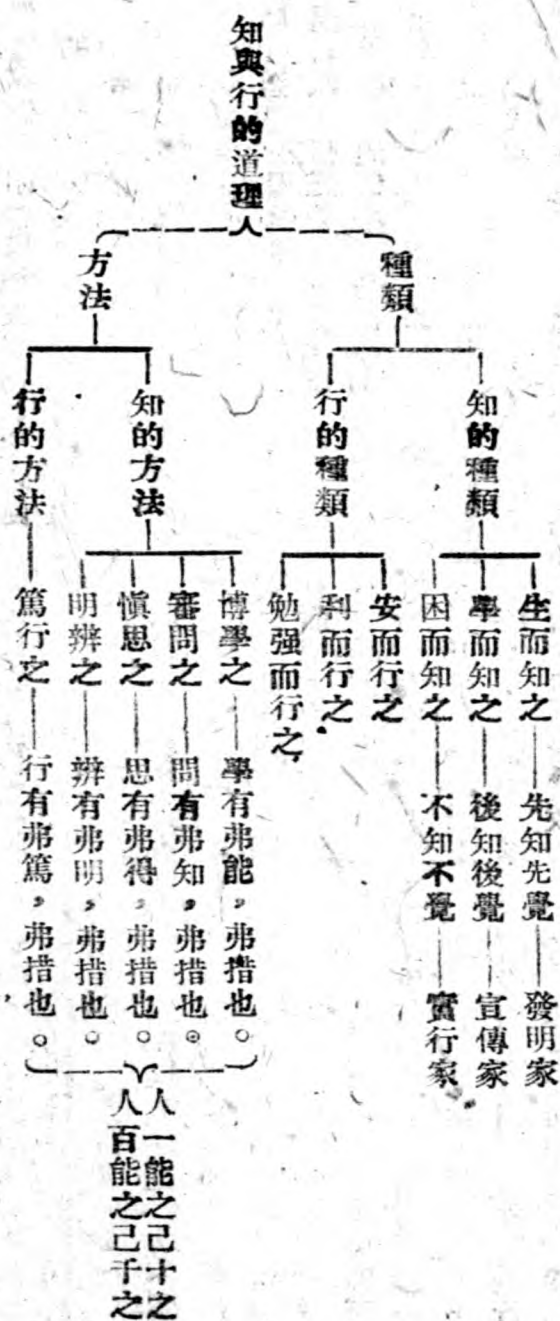 知與行的道理
種類
知的種類
生而知之——先知先覺——發明家
學而知之——後知後覺——宣傳家
困而知之——不知不覺——實行家
行的種類
安而行之
利而行之
勉强而行之
方法
知的方法
博學之——學有弗能，弗措也。
審問之——問有弗知，弗措也。
慎思之——思有弗得，弗措也。
明辨之——辨有弗明，弗措也。
行的方法——篤行之——行有弗篤，弗措也。
人一能之己十之
人百能之己千之